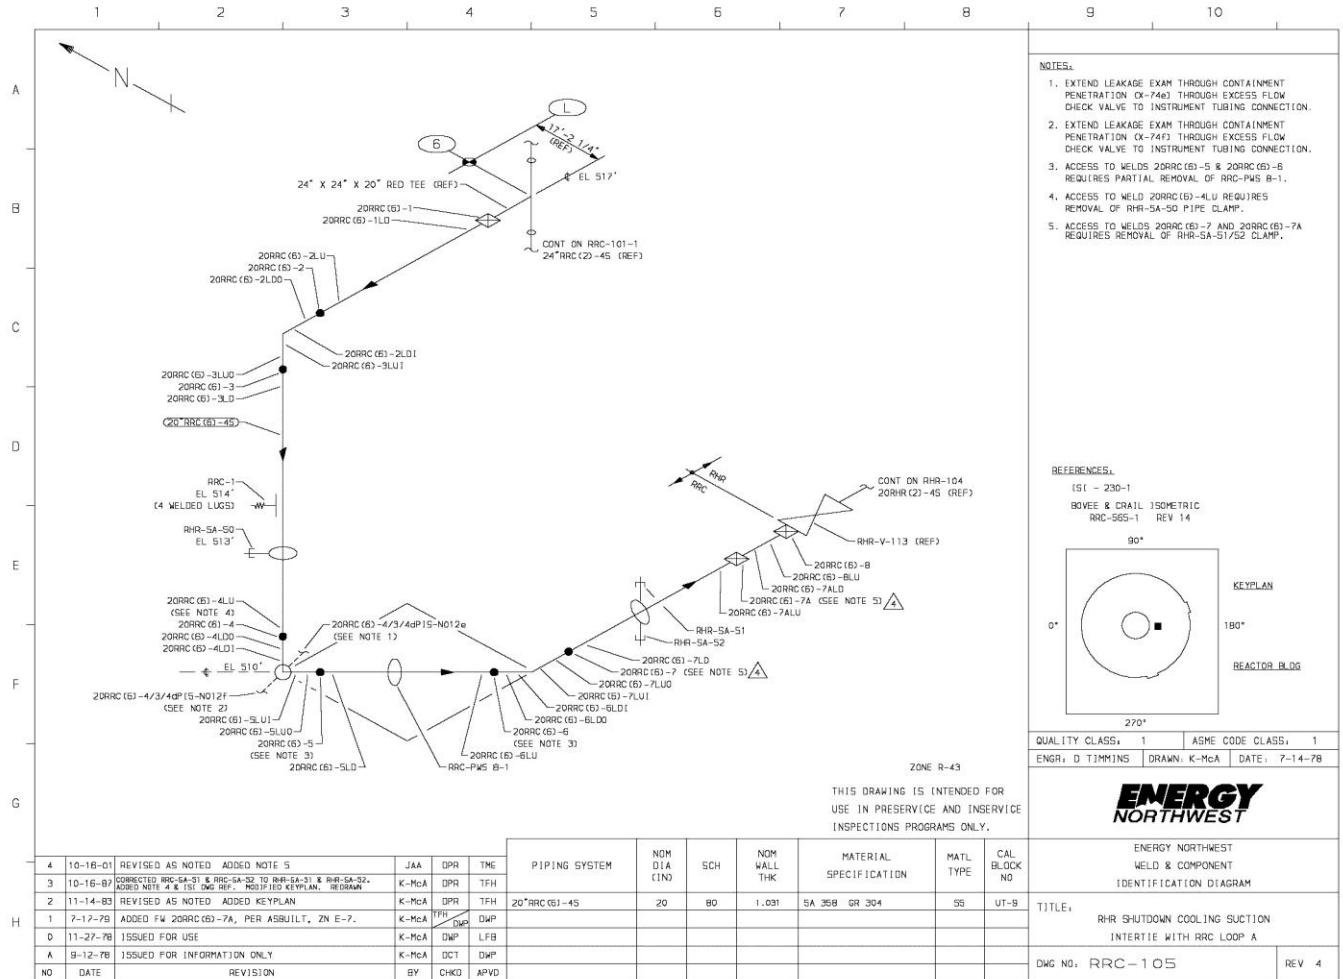 1 2 3 4 5 6 7 8 9 10
A
B
C
D
E
F
G
H
N
L
6
17'-2 1/4"
(REF)
℄ EL 517'
24" X 24" X 20" RED TEE (REF)
20RRC(6)-1
20RRC(6)-1LD
CONT ON RRC-101-1
24"RRC(2)-4S (REF)
20RRC(6)-2LU
20RRC(6)-2
20RRC(6)-2LDO
20RRC(6)-2LDI
20RRC(6)-3LUI
20RRC(6)-3LUO
20RRC(6)-3
20RRC(6)-3LD
20"RRC(6)-4S
RRC-1
EL 514'
(4 WELDED LUGS)
RHR-SA-50
EL 513'
20RRC(6)-4LU
(SEE NOTE 4)
20RRC(6)-4
20RRC(6)-4LDO
20RRC(6)-4LDI
℄ EL 510'
20RRC(6)-4/3/4dPIS-N012e
(SEE NOTE 1)
20RRC(6)-4/3/4dPIS-N012f
(SEE NOTE 2)
20RRC(6)-5LUI
20RRC(6)-5LUO
20RRC(6)-5
(SEE NOTE 3)
20RRC(6)-5LD
RRC-PWS 8-1
20RRC(6)-6LU
20RRC(6)-6
(SEE NOTE 3)
20RRC(6)-6LDO
20RRC(6)-6LDI
20RRC(6)-7LUI
20RRC(6)-7LUO
20RRC(6)-7 (SEE NOTE 5) 4
20RRC(6)-7LD
RHR-SA-52
RHR-SA-51
20RRC(6)-7ALU
20RRC(6)-7A (SEE NOTE 5) 4
20RRC(6)-7ALD
20RRC(6)-8LU
20RRC(6)-8
RHR-V-113 (REF)
RHR
RRC
CONT ON RHR-104
20RHR(2)-4S (REF)
ZONE R-43
THIS DRAWING IS INTENDED FOR
USE IN PRESERVICE AND INSERVICE
INSPECTIONS PROGRAMS ONLY.
NOTES:
1. EXTEND LEAKAGE EXAM THROUGH CONTAINMENT
PENETRATION (X-74e) THROUGH EXCESS FLOW
CHECK VALVE TO INSTRUMENT TUBING CONNECTION.
2. EXTEND LEAKAGE EXAM THROUGH CONTAINMENT
PENETRATION (X-74f) THROUGH EXCESS FLOW
CHECK VALVE TO INSTRUMENT TUBING CONNECTION.
3. ACCESS TO WELDS 20RRC(6)-5 & 20RRC(6)-6
REQUIRES PARTIAL REMOVAL OF RRC-PWS 8-1.
4. ACCESS TO WELD 20RRC(6)-4LU REQUIRES
REMOVAL OF RHR-SA-50 PIPE CLAMP.
5. ACCESS TO WELDS 20RRC(6)-7 AND 20RRC(6)-7A
REQUIRES REMOVAL OF RHR-SA-51/52 CLAMP.
REFERENCES:
ISI - 230-1
BOVEE & CRAIL ISOMETRIC
RRC-565-1 REV 14
90°
0°
180°
270°
KEYPLAN
REACTOR BLDG
QUALITY CLASS: 1 ASME CODE CLASS: 1
ENGR: D TIMMINS DRAWN: K-McA DATE: 7-14-78
ENERGY
NORTHWEST
ENERGY NORTHWEST
WELD & COMPONENT
IDENTIFICATION DIAGRAM
TITLE:
RHR SHUTDOWN COOLING SUCTION
INTERTIE WITH RRC LOOP A
DWG NO: RRC-105 REV 4
PIPING SYSTEM NOM DIA (IN) SCH NOM WALL THK MATERIAL SPECIFICATION MATL TYPE CAL BLOCK NO
20"RRC(6)-4S 20 80 1.031 SA 358 GR 304 SS UT-9
4 10-16-01 REVISED AS NOTED ADDED NOTE 5 JAA DPR TME
3 10-16-87 CORRECTED RRC-SA-51 & RRC-SA-52 TO RHR-SA-51 & RHR-SA-52. ADDED NOTE 4 & ISI DWG REF. MODIFIED KEYPLAN. REDRAWN K-McA DPR TFH
2 11-14-83 REVISED AS NOTED ADDED KEYPLAN K-McA DPR TFH
1 7-17-79 ADDED FW 20RRC(6)-7A, PER ASBUILT, ZN E-7. K-McA TFH/DWP DWP
0 11-27-78 ISSUED FOR USE K-McA DWP LFB
A 9-12-78 ISSUED FOR INFORMATION ONLY K-McA DCT DWP
NO DATE REVISION BY CHKD APVD